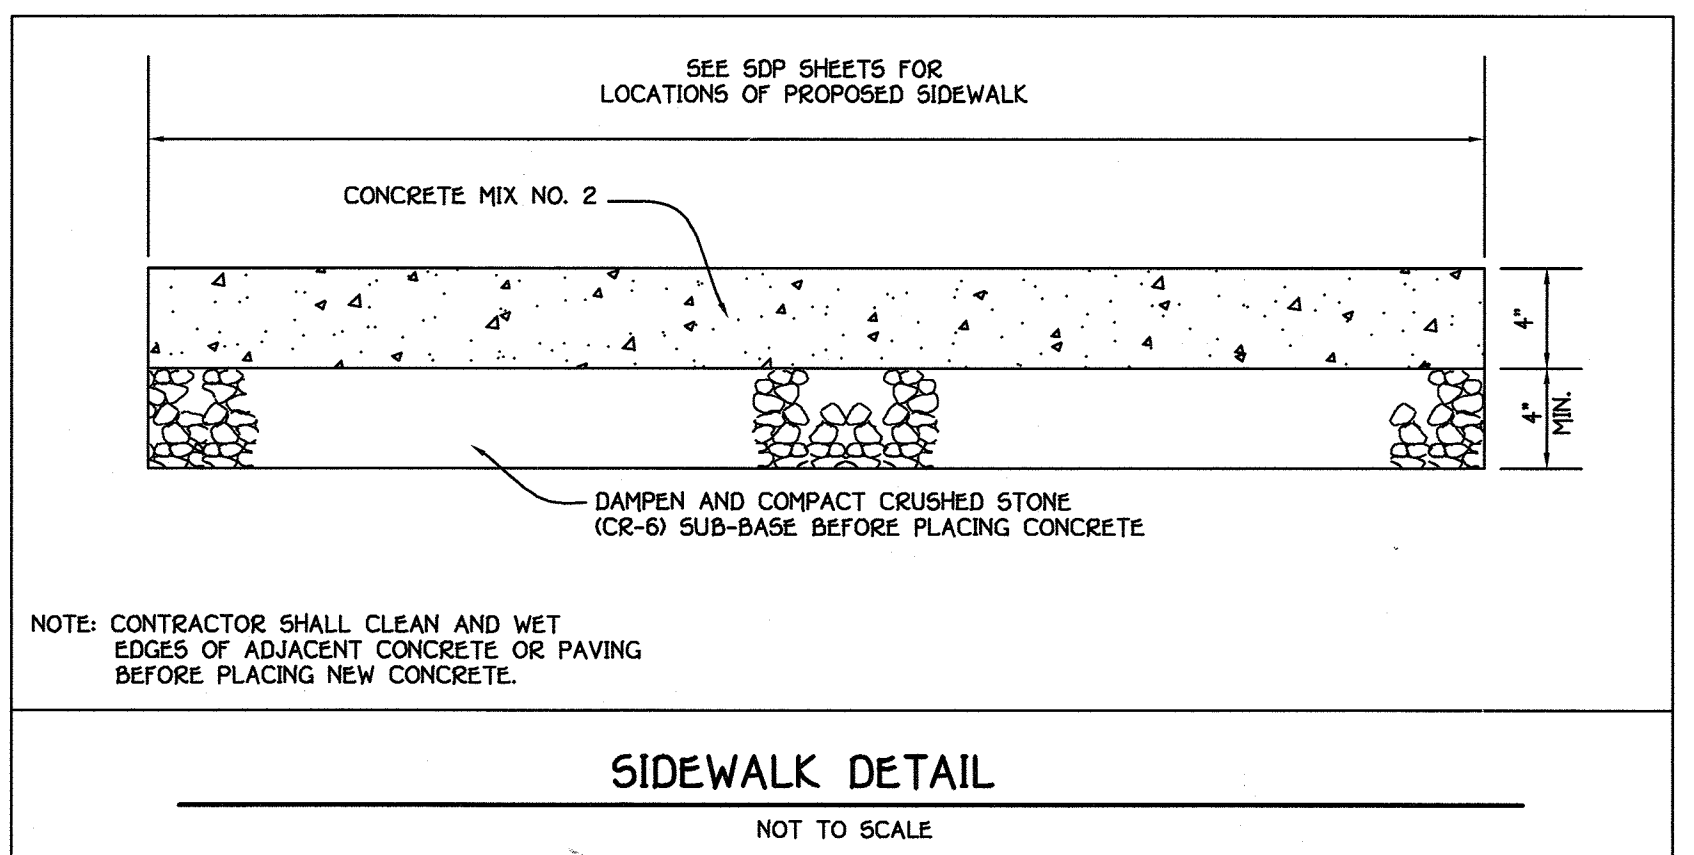 SEE SDP SHEETS FOR
LOCATIONS OF PROPOSED SIDEWALK
CONCRETE MIX NO. 2
4"
4"
MIN.
DAMPEN AND COMPACT CRUSHED STONE
(CR-6) SUB-BASE BEFORE PLACING CONCRETE
NOTE: CONTRACTOR SHALL CLEAN AND WET
EDGES OF ADJACENT CONCRETE OR PAVING
BEFORE PLACING NEW CONCRETE.
SIDEWALK DETAIL
NOT TO SCALE